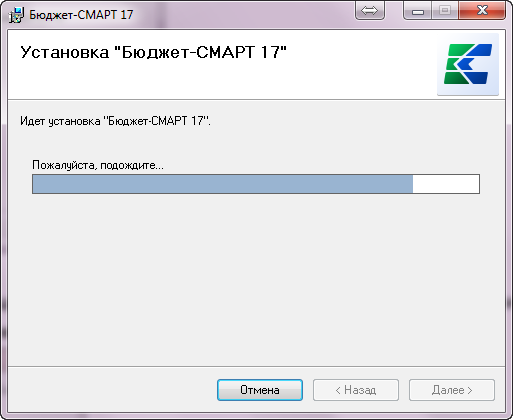 Бюджет-СМАРТ 17
Установка "Бюджет-СМАРТ 17"
Идет установка "Бюджет-СМАРТ 17".
Пожалуйста, подождите...
Отмена
< Назад
Далее >